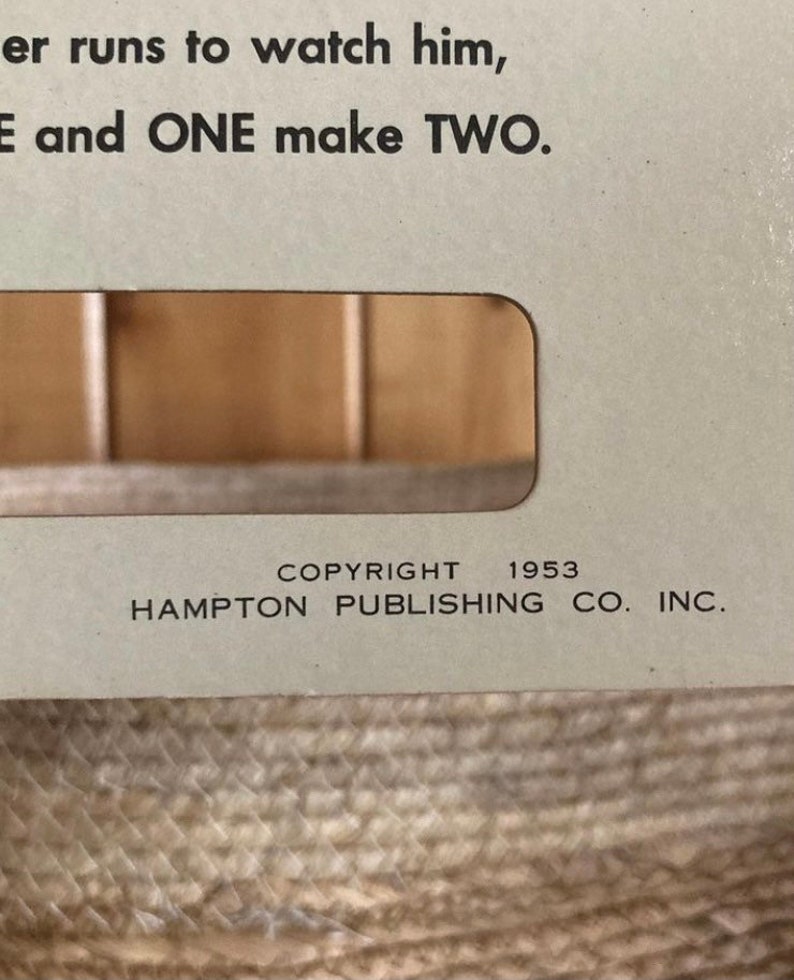 er runs to watch him,
E and ONE make TWO.
COPYRIGHT 1953
HAMPTON PUBLISHING CO. INC.